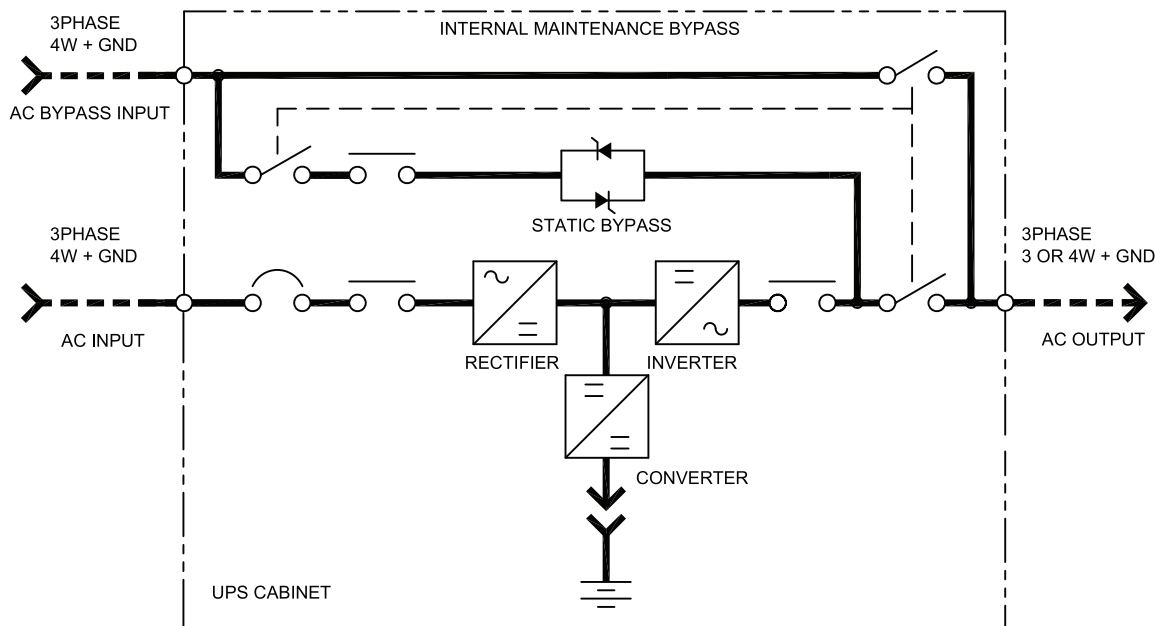 3PHASE
4W + GND
INTERNAL MAINTENANCE BYPASS
AC BYPASS INPUT
STATIC BYPASS
3PHASE
4W + GND
3PHASE
3 OR 4W + GND
AC INPUT
RECTIFIER
INVERTER
AC OUTPUT
CONVERTER
UPS CABINET